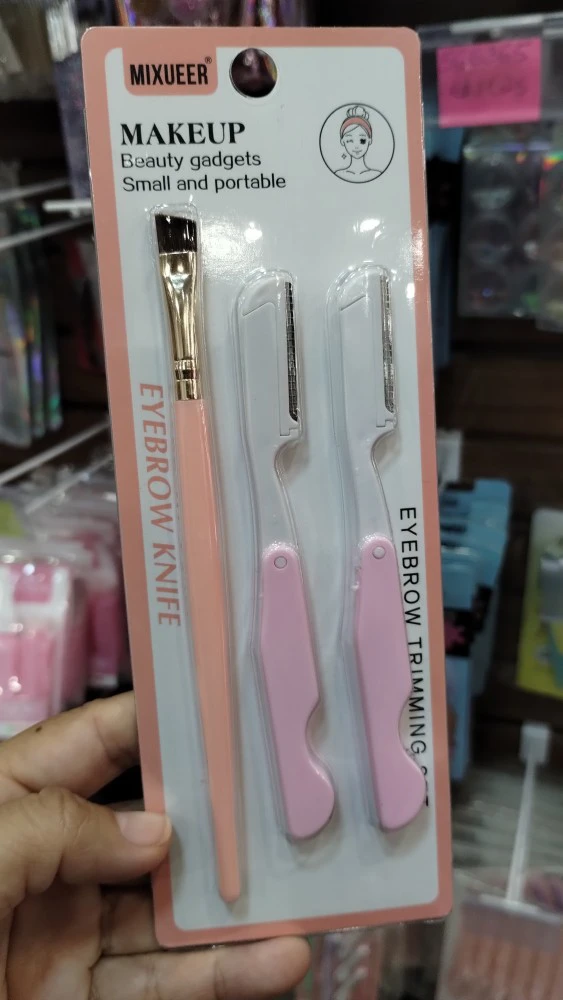 MIXUEER®
MAKEUP
Beauty gadgets
Small and portable
EYEBROW KNIFE
EYEBROW TRIMMING